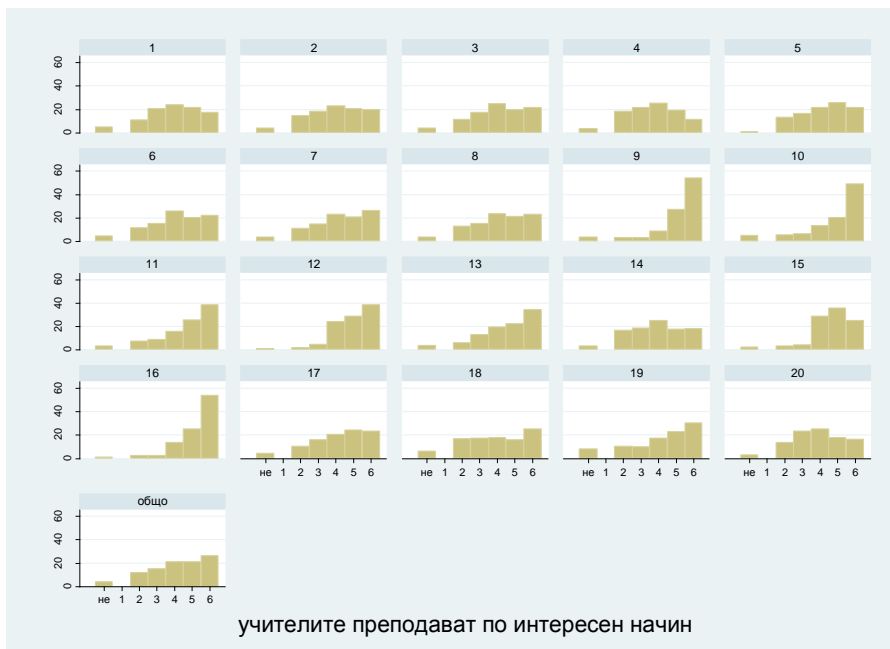 1 2 3 4 5
0 20 40 60
6 7 8 9 10
0 20 40 60
11 12 13 14 15
0 20 40 60
16 17 18 19 20
0 20 40 60
не 1 2 3 4 5 6 не 1 2 3 4 5 6 не 1 2 3 4 5 6 не 1 2 3 4 5 6
общо
0 20 40 60
не 1 2 3 4 5 6
учителите преподават по интересен начин